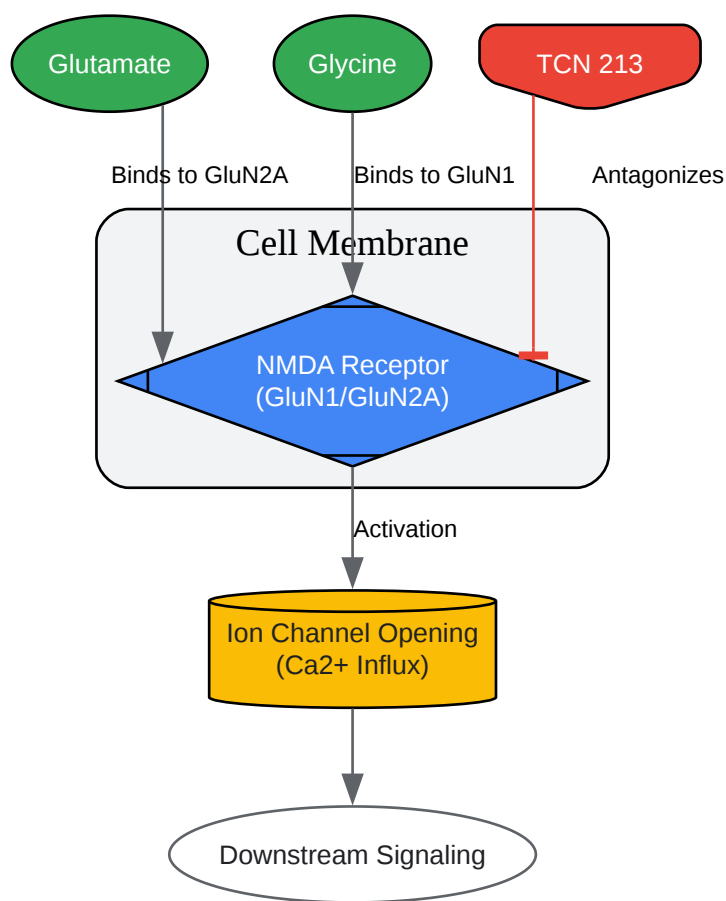 Glutamate
Glycine
TCN 213
Binds to GluN2A
Binds to GluN1
Antagonizes
Cell Membrane
NMDA Receptor
(GluN1/GluN2A)
Activation
Ion Channel Opening
(Ca2+ Influx)
Downstream Signaling